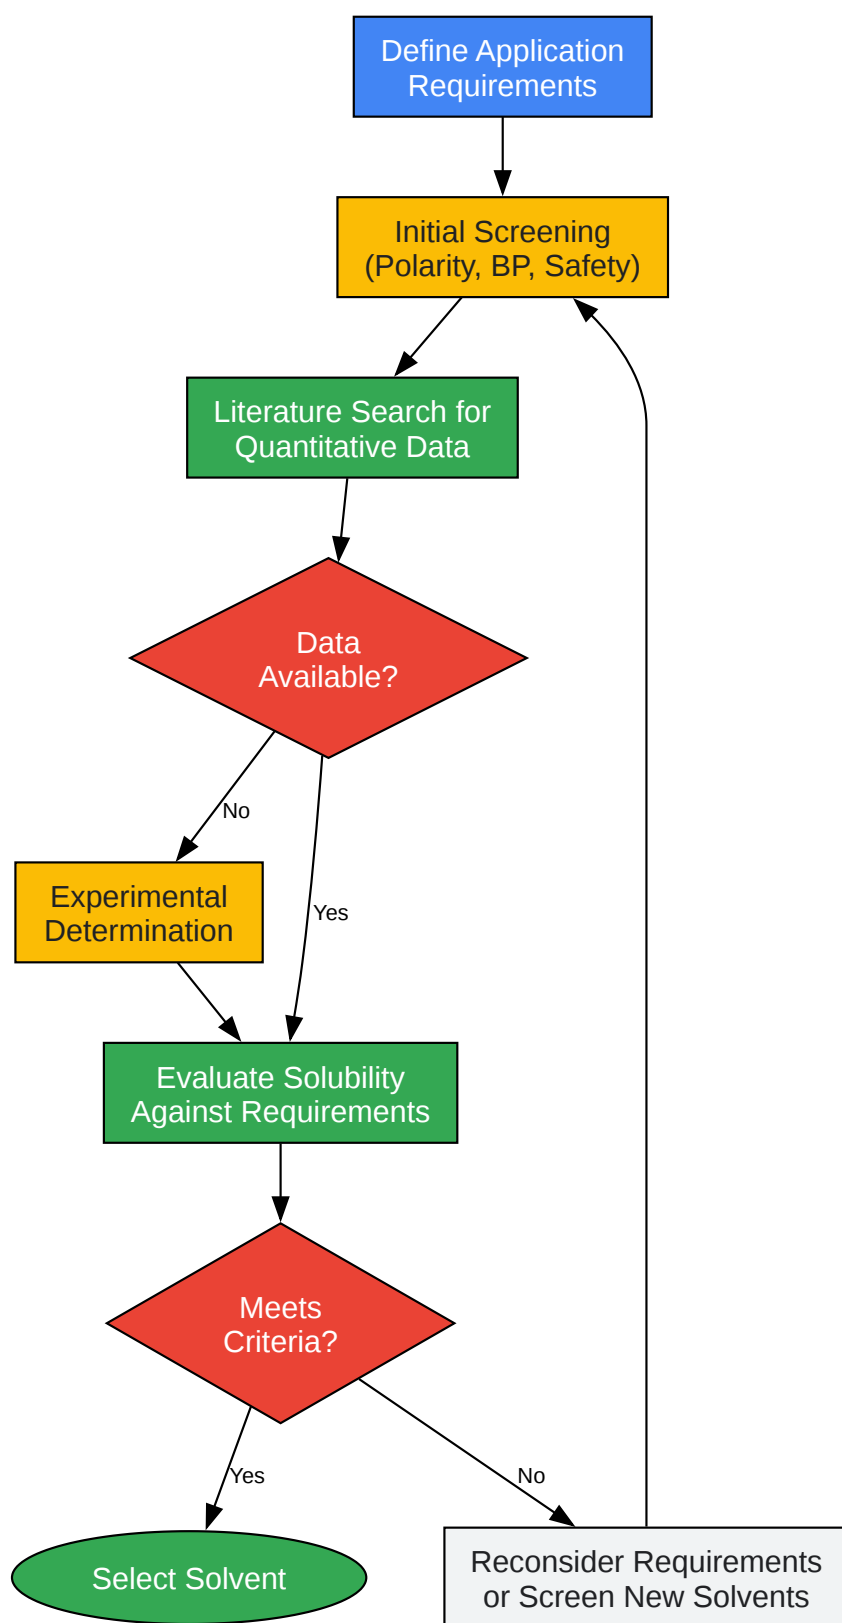 Define Application
Requirements
Initial Screening
(Polarity, BP, Safety)
Literature Search for
Quantitative Data
Data
Available?
No
Experimental
Determination
Yes
Evaluate Solubility
Against Requirements
Meets
Criteria?
Yes
No
Select Solvent
Reconsider Requirements
or Screen New Solvents